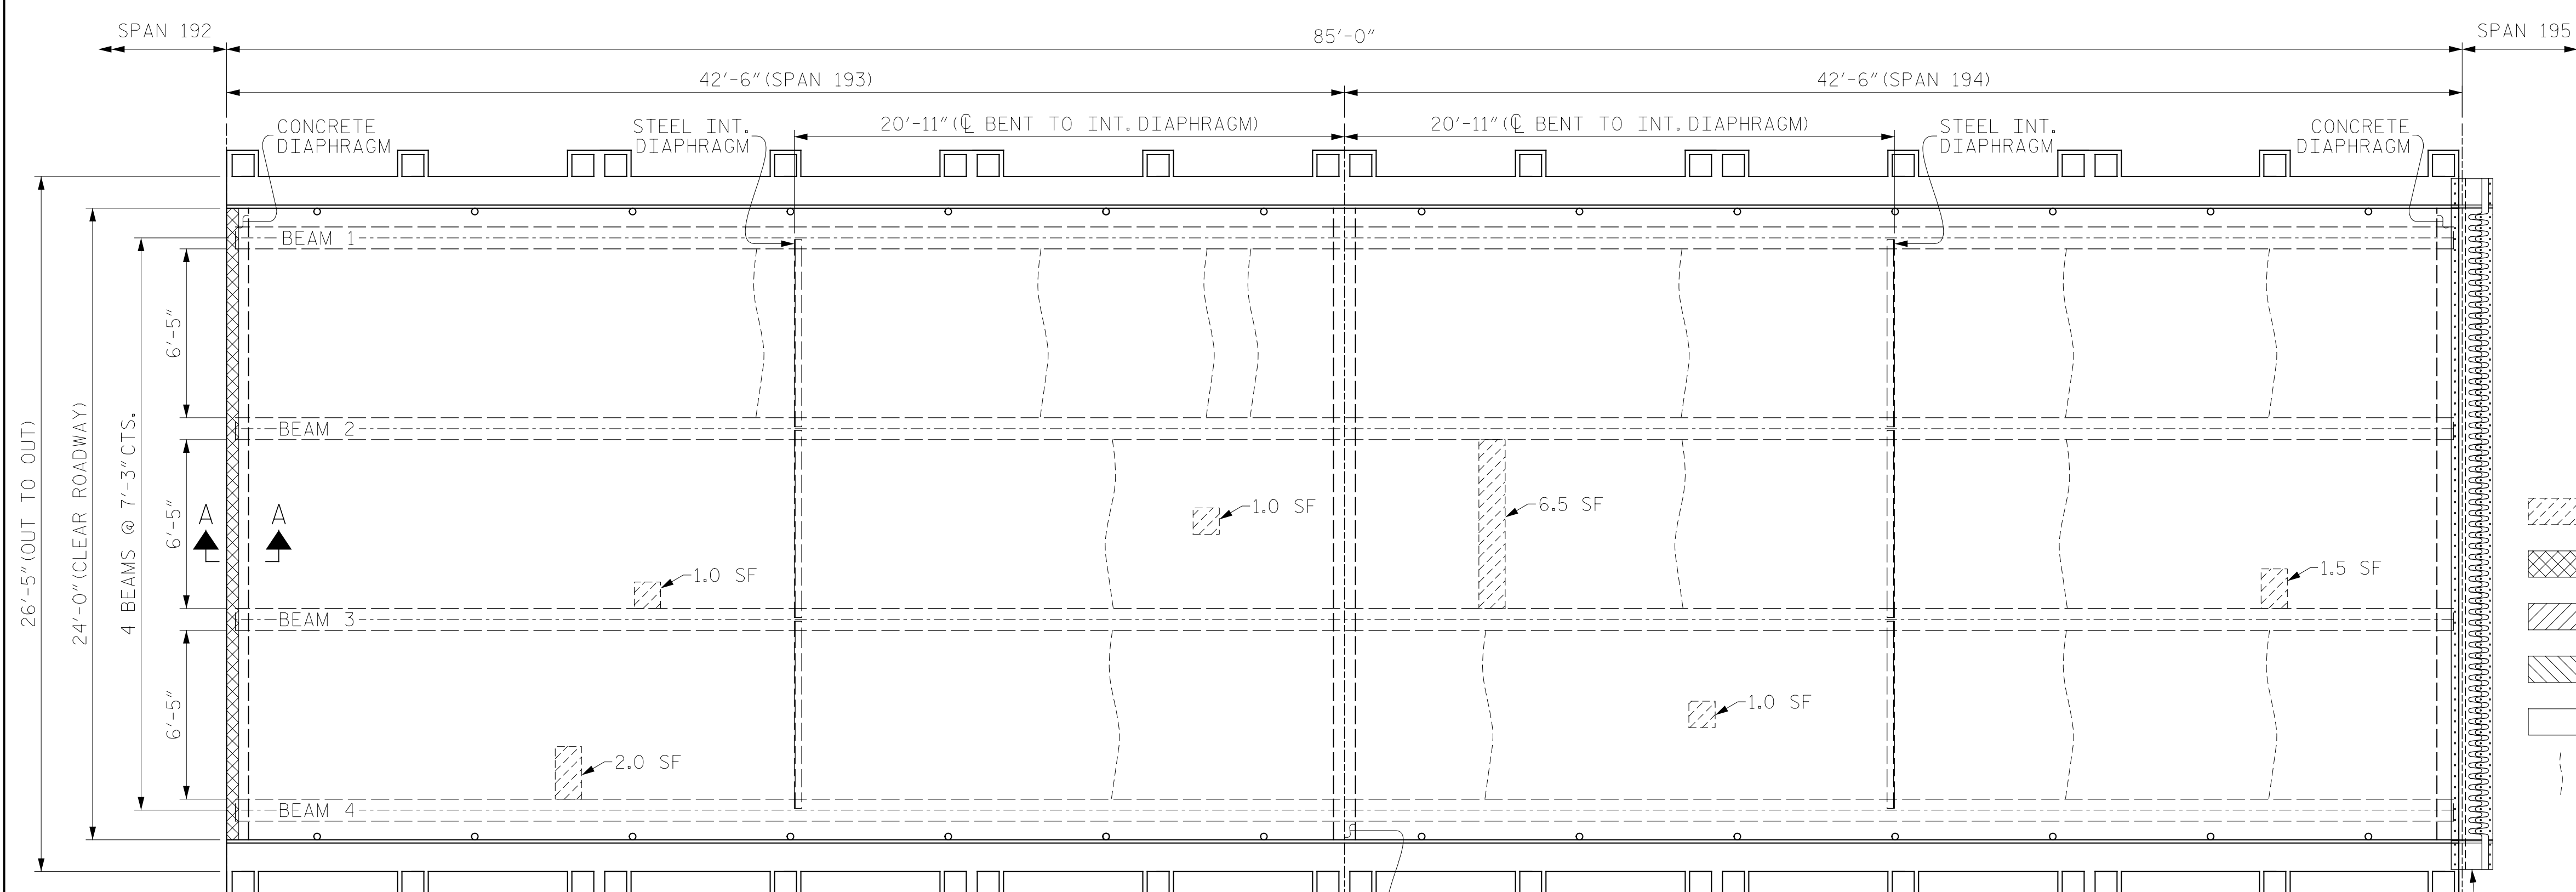 SPAN 192
85'-0"
SPAN 195
42'-6"(SPAN 193)
42'-6"(SPAN 194)
20'-11"(℄ BENT TO INT. DIAPHRAGM)
20'-11"(℄ BENT TO INT. DIAPHRAGM)
CONCRETE
DIAPHRAGM
STEEL INT.
DIAPHRAGM
STEEL INT.
DIAPHRAGM
CONCRETE
DIAPHRAGM
26'-5"(OUT TO OUT)
24'-0"(CLEAR ROADWAY)
4 BEAMS @ 7'-3"CTS.
6'-5"
6'-5"
6'-5"
BEAM 1
BEAM 2
A
A
1.0 SF
6.5 SF
1.0 SF
1.5 SF
BEAM 3
1.0 SF
2.0 SF
BEAM 4